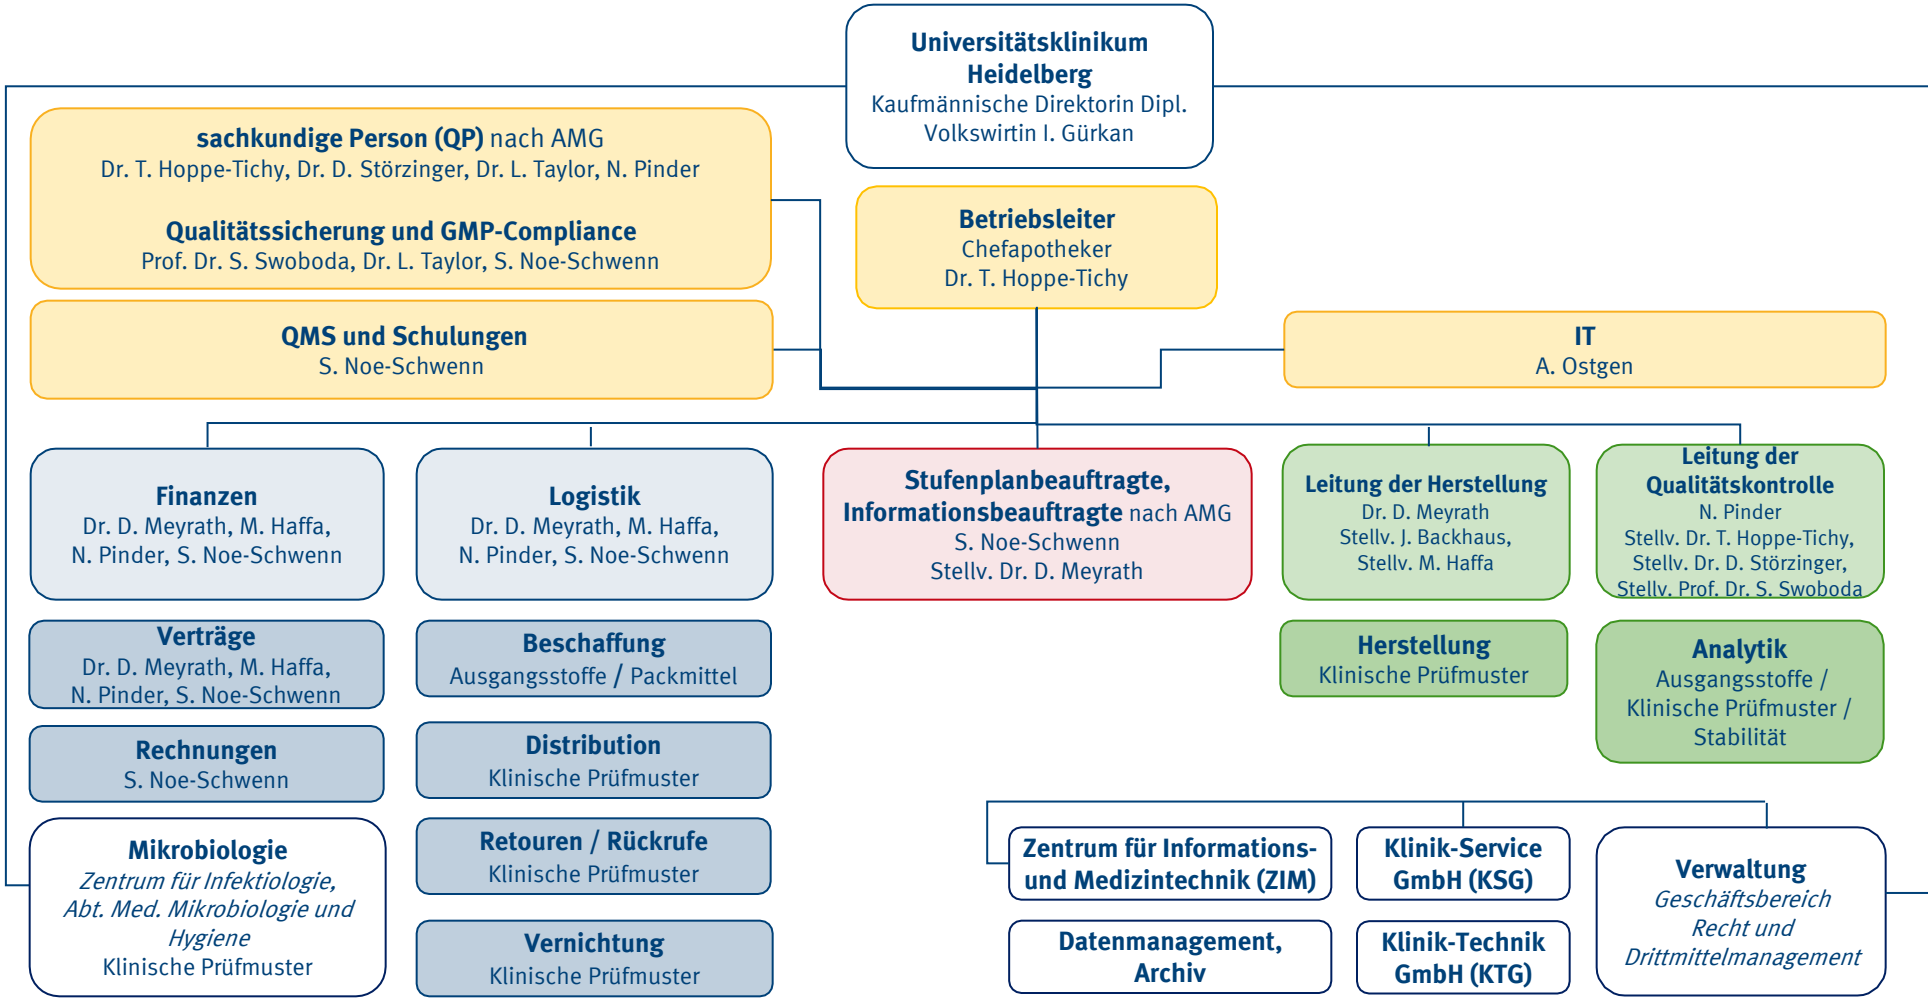 Universitätsklinikum
Heidelberg
Kaufmännische Direktorin Dipl.
Volkswirtin I. Gürkan
sachkundige Person (QP) nach AMG
Dr. T. Hoppe-Tichy, Dr. D. Störzinger, Dr. L. Taylor, N. Pinder
Qualitätssicherung und GMP-Compliance
Prof. Dr. S. Swoboda, Dr. L. Taylor, S. Noe-Schwenn
Betriebsleiter
Chefapotheker
Dr. T. Hoppe-Tichy
QMS und Schulungen
S. Noe-Schwenn
IT
A. Ostgen
Finanzen
Dr. D. Meyrath, M. Haffa,
N. Pinder, S. Noe-Schwenn
Logistik
Dr. D. Meyrath, M. Haffa,
N. Pinder, S. Noe-Schwenn
Stufenplanbeauftragte,
Informationsbeauftragte nach AMG
S. Noe-Schwenn
Stellv. Dr. D. Meyrath
Leitung der Herstellung
Dr. D. Meyrath
Stellv. J. Backhaus,
Stellv. M. Haffa
Leitung der
Qualitätskontrolle
N. Pinder
Stellv. Dr. T. Hoppe-Tichy,
Stellv. Dr. D. Störzinger,
Stellv. Prof. Dr. S. Swoboda
Verträge
Dr. D. Meyrath, M. Haffa,
N. Pinder, S. Noe-Schwenn
Beschaffung
Ausgangsstoffe / Packmittel
Herstellung
Klinische Prüfmuster
Analytik
Ausgangsstoffe /
Klinische Prüfmuster /
Stabilität
Rechnungen
S. Noe-Schwenn
Distribution
Klinische Prüfmuster
Mikrobiologie
Zentrum für Infektiologie,
Abt. Med. Mikrobiologie und
Hygiene
Klinische Prüfmuster
Retouren / Rückrufe
Klinische Prüfmuster
Vernichtung
Klinische Prüfmuster
Zentrum für Informations-
und Medizintechnik (ZIM)
Klinik-Service
GmbH (KSG)
Verwaltung
Geschäftsbereich
Recht und
Drittmittelmanagement
Datenmanagement,
Archiv
Klinik-Technik
GmbH (KTG)